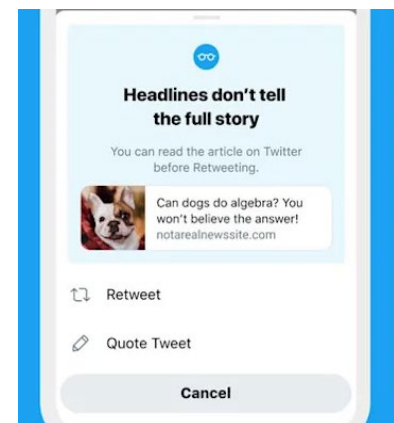 Headlines don't tell
the full story
You can read the article on Twitter
before Retweeting.
Can dogs do algebra? You
won't believe the answer!
notarealnewssite.com
Retweet
Quote Tweet
Cancel